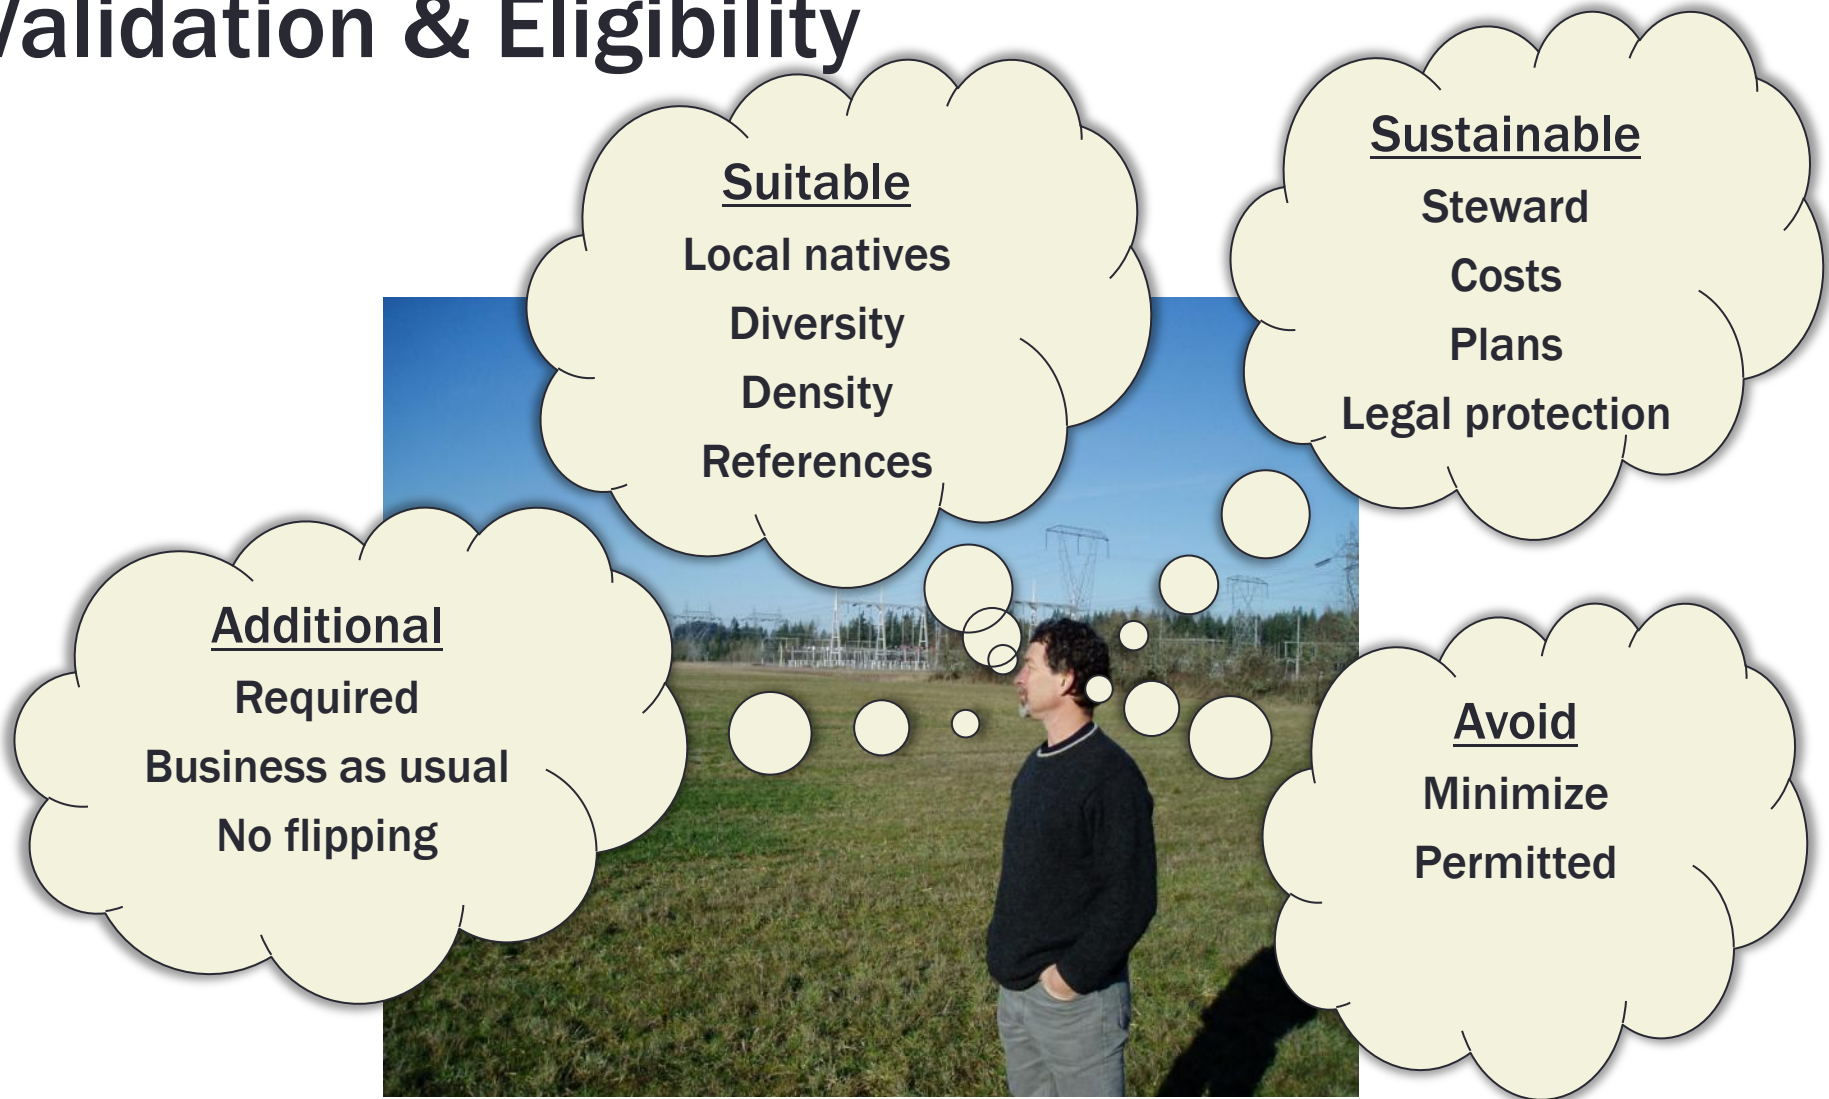 Validation & Eligibility
Suitable
Local natives
Diversity
Density
References
Sustainable
Steward
Costs
Plans
Legal protection
Additional
Required
Business as usual
No flipping
Avoid
Minimize
Permitted